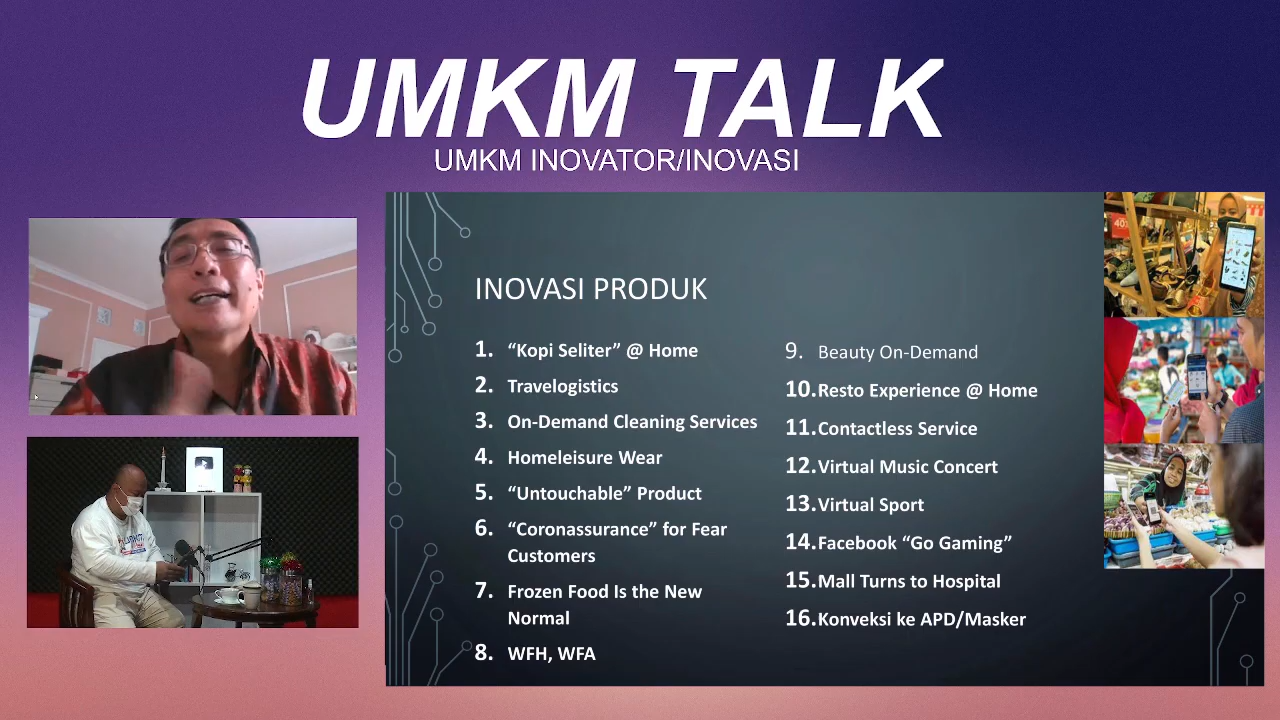 UMKM TALK
UMKM INOVATOR/INOVASI
INOVASI PRODUK
1. “Kopi Seliter” @ Home
2. Travelogistics
3. On-Demand Cleaning Services
4. Homeleisure Wear
5. “Untouchable” Product
6. “Coronassurance” for Fear
Customers
7. Frozen Food Is the New
Normal
8. WFH, WFA
9. Beauty On-Demand
10. Resto Experience @ Home
11. Contactless Service
12. Virtual Music Concert
13. Virtual Sport
14. Facebook “Go Gaming”
15. Mall Turns to Hospital
16. Konveksi ke APD/Masker